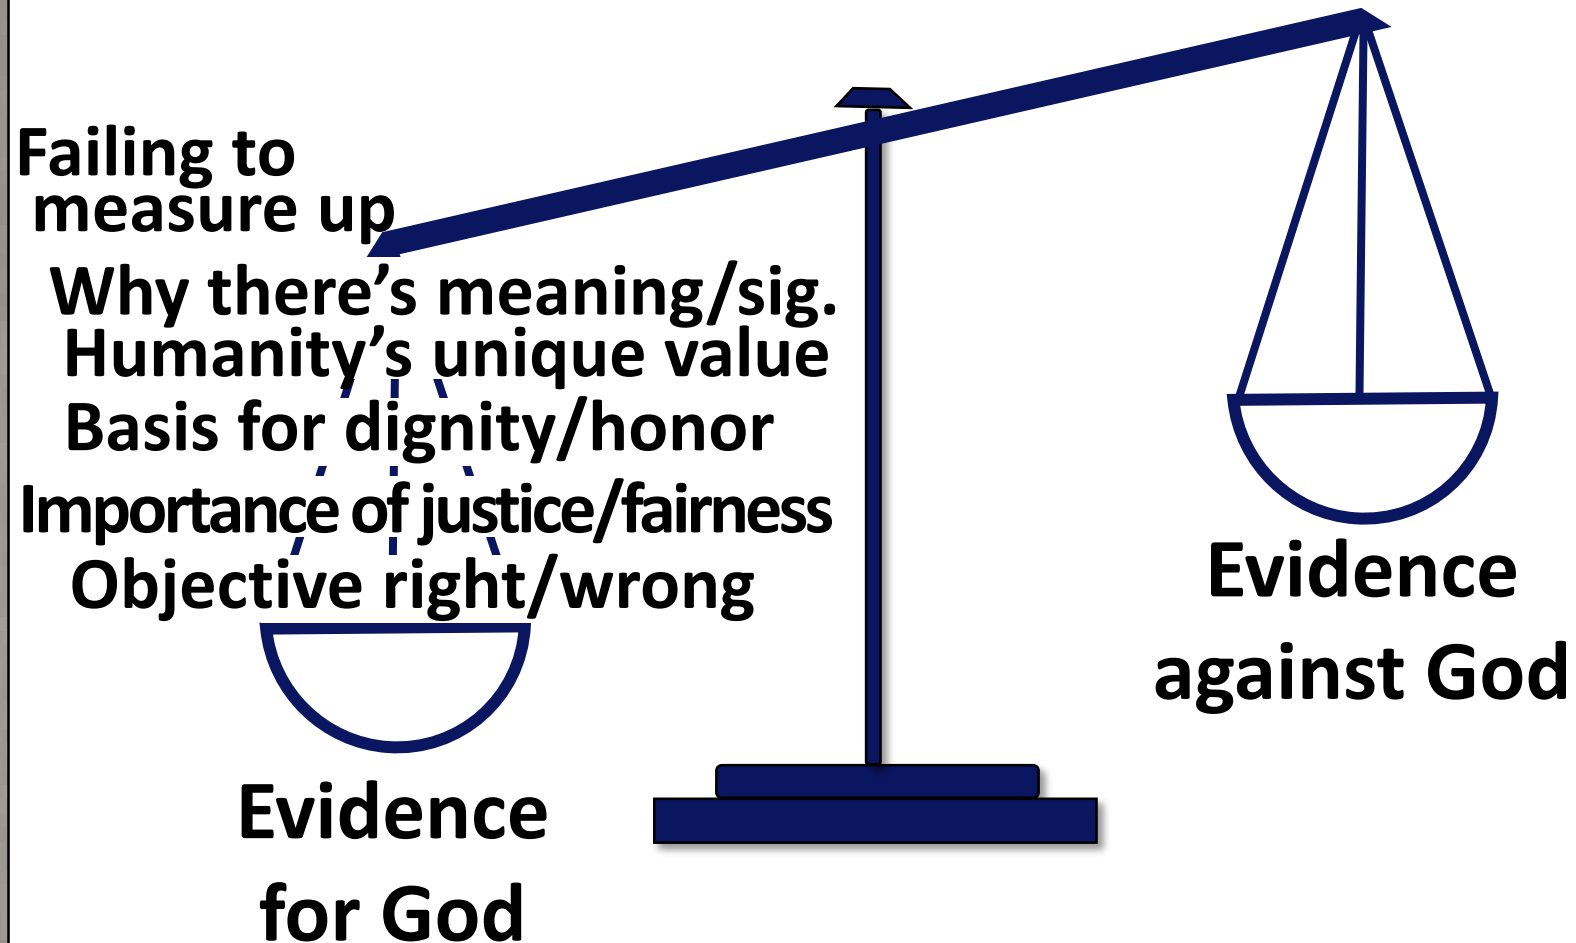 Failing to
measure up
Why there’s meaning/sig.
Humanity’s unique value
Basis for dignity/honor
Importance of justice/fairness
Objective right/wrong
Evidence
for God
Evidence
against God